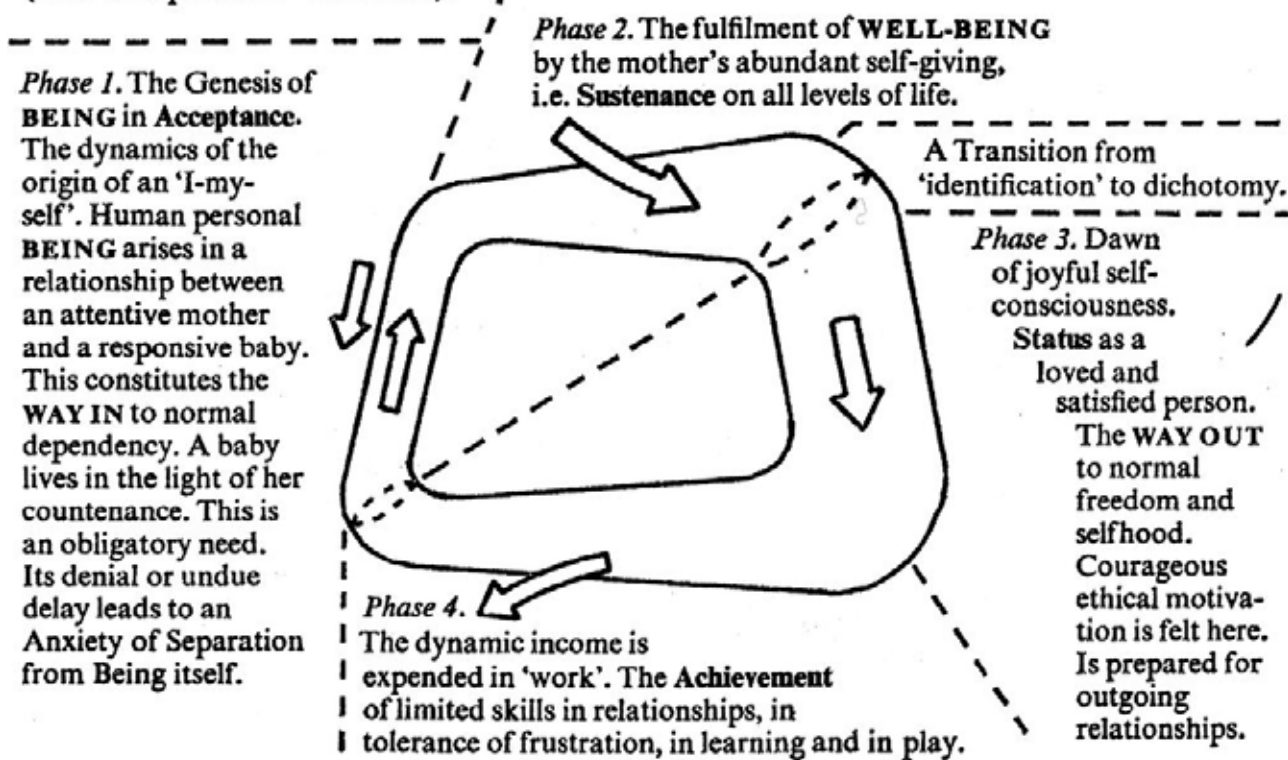 Phase 1. The Genesis of
BEING in Acceptance.
The dynamics of the
origin of an ‘I-my-
self’. Human personal
BEING arises in a
relationship between
an attentive mother
and a responsive baby.
This constitutes the
WAY IN to normal
dependency. A baby
lives in the light of her
countenance. This is
an obligatory need.
Its denial or undue
delay leads to an
Anxiety of Separation
from Being itself.
Phase 2. The fulfilment of WELL-BEING
by the mother’s abundant self-giving,
i.e. Sustenance on all levels of life.
A Transition from
‘identification’ to dichotomy.
Phase 3. Dawn
of joyful self-
consciousness.
Status as a
loved and
satisfied person.
The WAY OUT
to normal
freedom and
selfhood.
Courageous
ethical motiva-
tion is felt here.
Is prepared for
outgoing
relationships.
Phase 4.
The dynamic income is
expended in ‘work’. The Achievement
of limited skills in relationships, in
tolerance of frustration, in learning and in play.